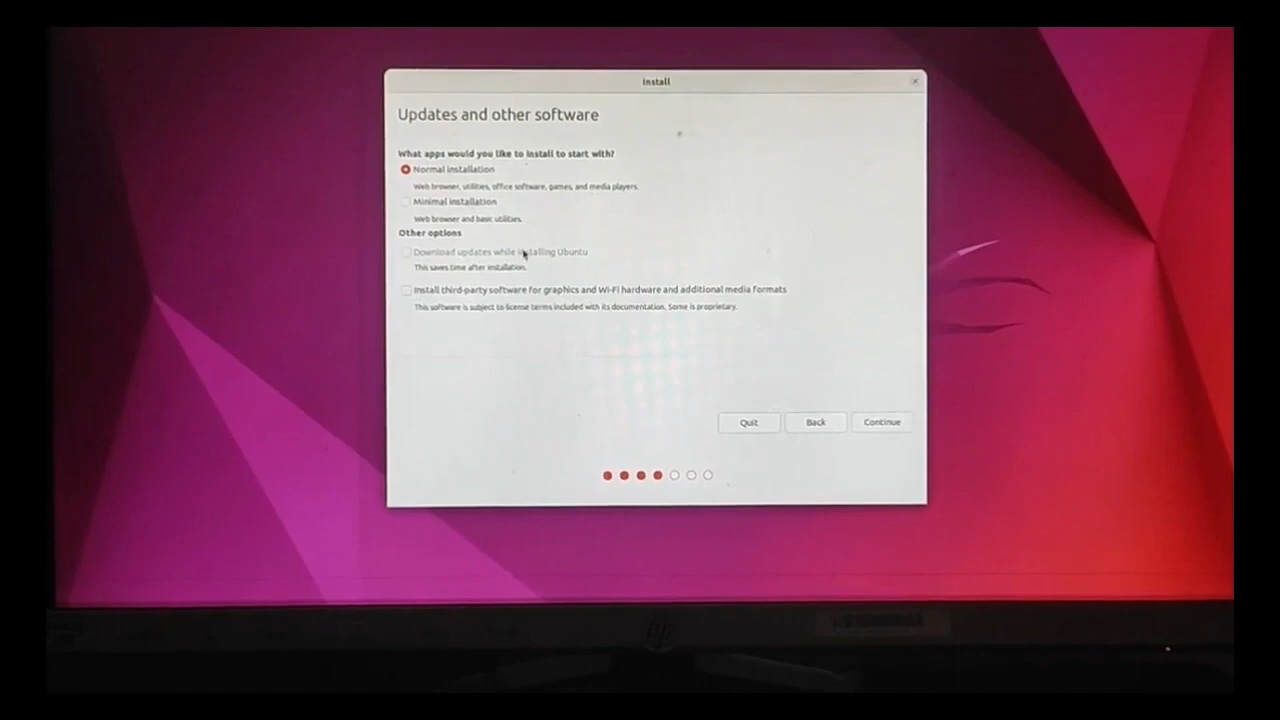 Install
Updates and other software
What apps would you like to install to start with?
Normal installation
Web browser, utilities, office software, games, and media players.
Minimal installation
Web browser and basic utilities.
Other options
Download updates while installing Ubuntu
This saves time after installation.
Install third-party software for graphics and Wi-Fi hardware and additional media formats
This software is subject to license terms included with its documentation. Some is proprietary.
Quit
Back
Continue
hp